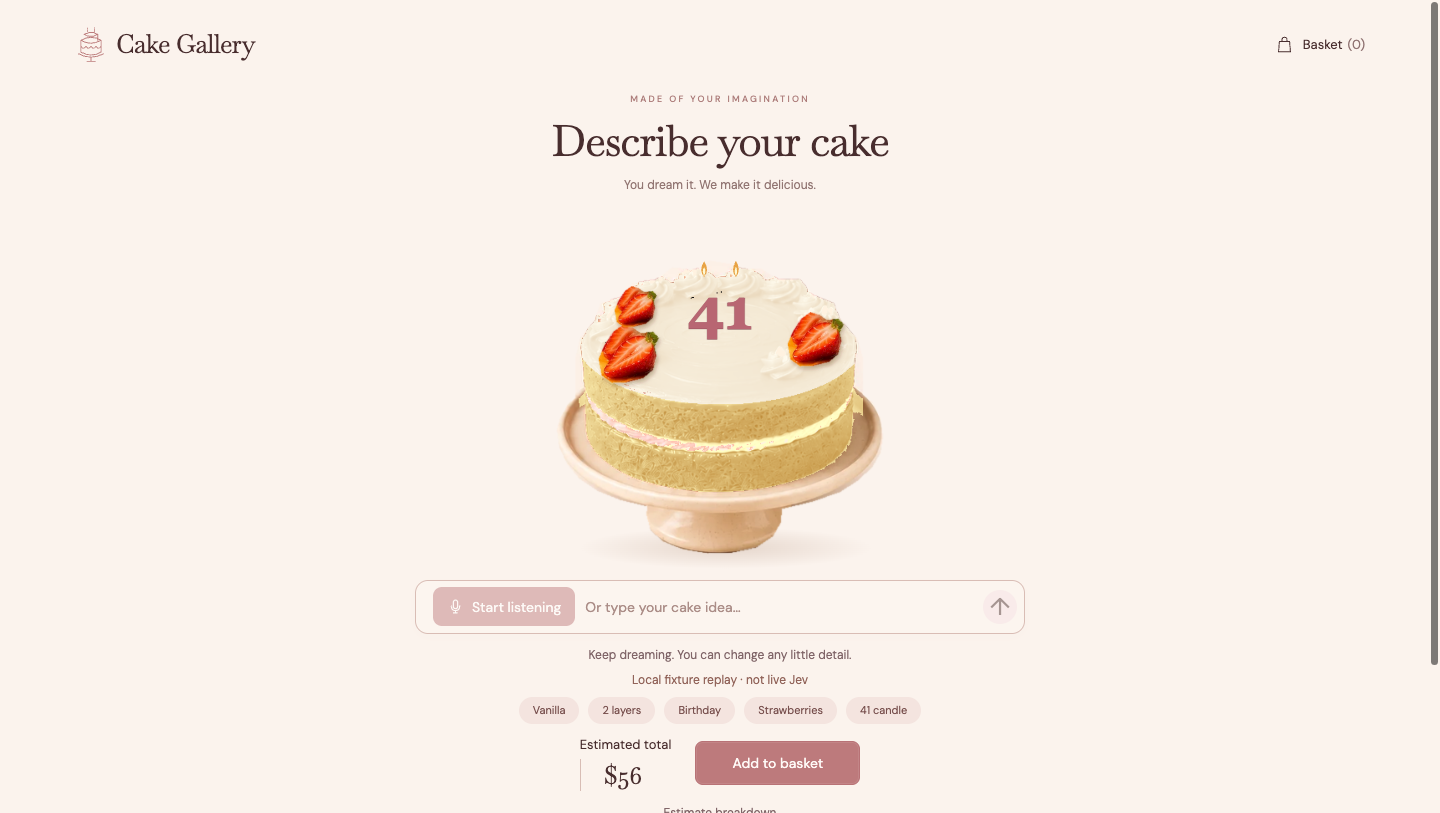 Cake Gallery
Basket (0)
MADE OF YOUR IMAGINATION
Describe your cake
You dream it. We make it delicious.
41
Start listening
Or type your cake idea...
Keep dreaming. You can change any little detail.
Local fixture replay · not live Jev
Vanilla
2 layers
Birthday
Strawberries
41 candle
Estimated total
$56
Add to basket
Estimate breakdown